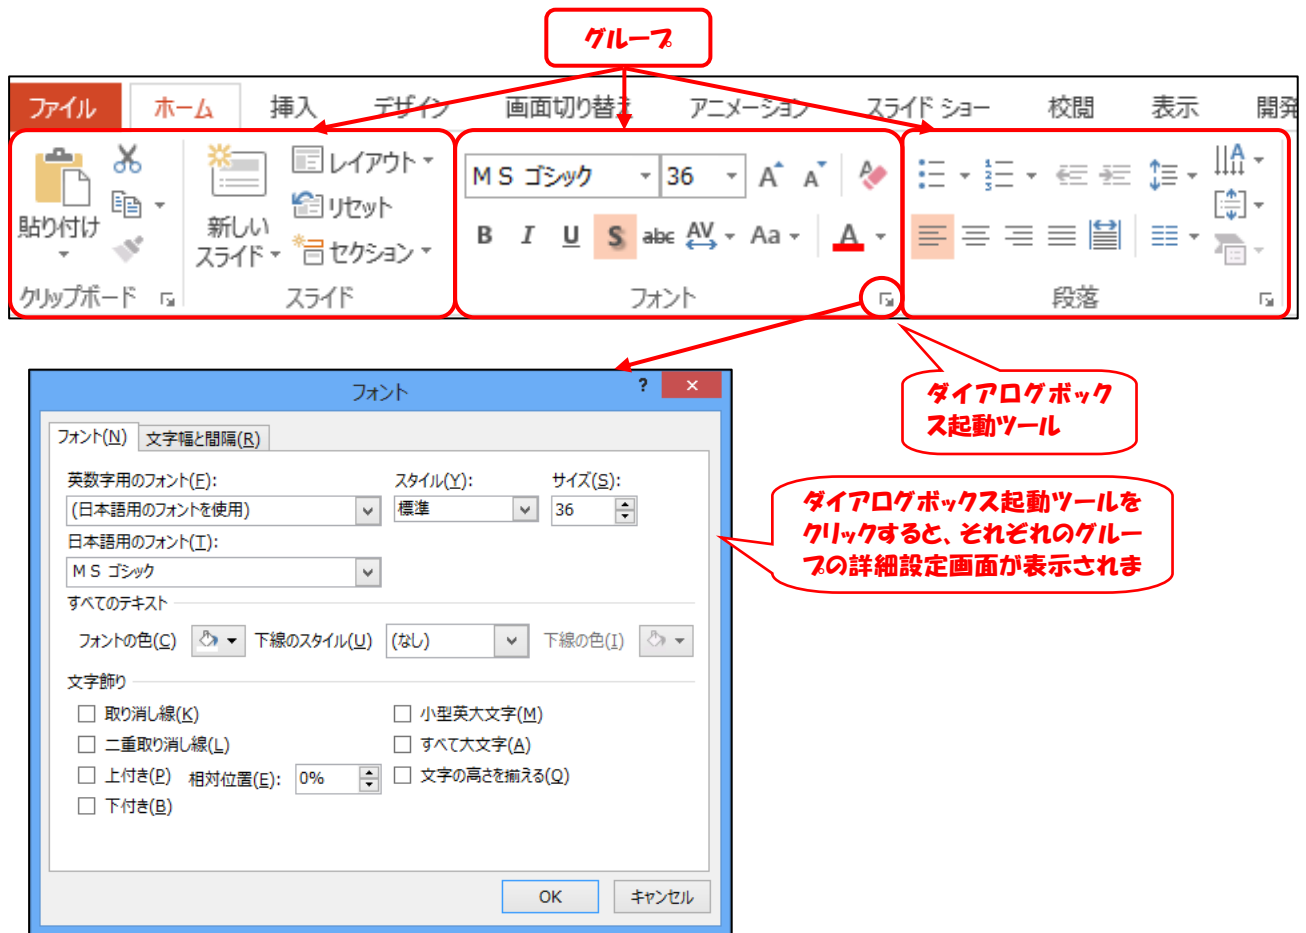 グループ
ファイル ホーム 挿入 デザイン 画面切り替え アニメーション スライド ショー 校閲 表示 開発
貼り付け
新しい
スライド
レイアウト
リセット
セクション
クリップボード
スライド
ＭＳ ゴシック 36 A A
B I U S abc AV Aa A
フォント
A
段落
ダイアログボック
ス起動ツール
フォント ? ×
フォント(N) 文字幅と間隔(R)
英数字用のフォント(F): スタイル(Y): サイズ(S):
(日本語用のフォントを使用) 標準 36
日本語用のフォント(T):
ＭＳ ゴシック
すべてのテキスト
フォントの色(C) 下線のスタイル(U) (なし) 下線の色(I)
文字飾り
取り消し線(K) 小型英大文字(M)
二重取り消し線(L) すべて大文字(A)
上付き(P) 相対位置(E): 0% 文字の高さを揃える(Q)
下付き(B)
OK キャンセル
ダイアログボックス起動ツールを
クリックすると、それぞれのグルー
プの詳細設定画面が表示されま